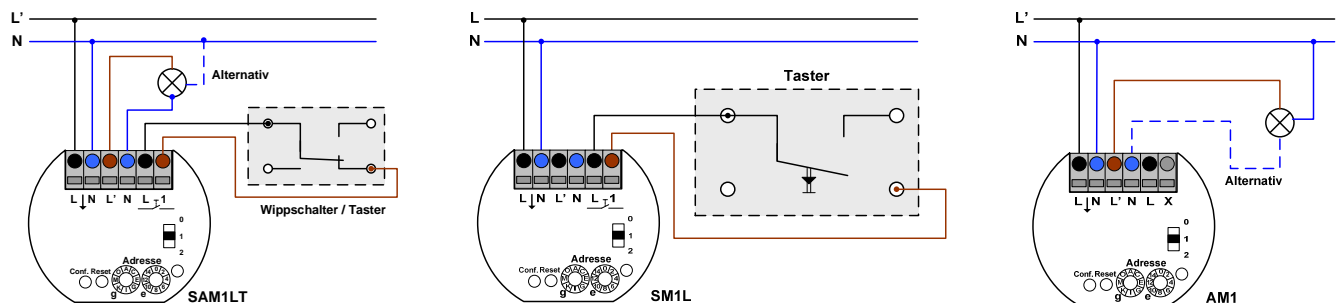 L'
N
Alternativ
L N L' N L 1
Wippschalter / Taster
0
1
2
Adresse
Conf. Reset
g e
SAM1LT
L
N
Taster
L N L' N L 1
0
1
2
Adresse
Conf. Reset
g e
SM1L
L'
N
Alternativ
L N L' N L X
0
1
2
Adresse
Conf. Reset
g e
AM1